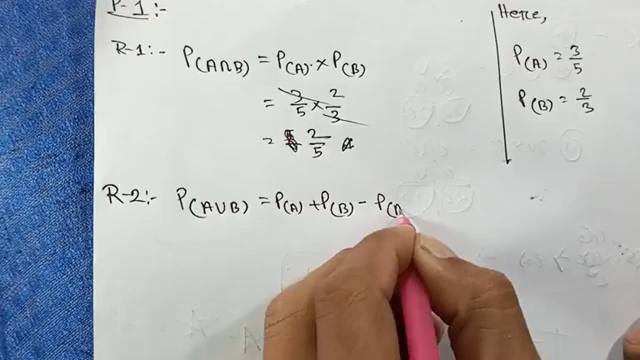 P-1:-
R-1:- P(A∩B) = P(A) × P(B)
= 3/5 × 2/3
= 2/5
R-2:- P(A∪B) = P(A) + P(B) - P(A
Here,
P(A) = 3/5
P(B) = 2/3